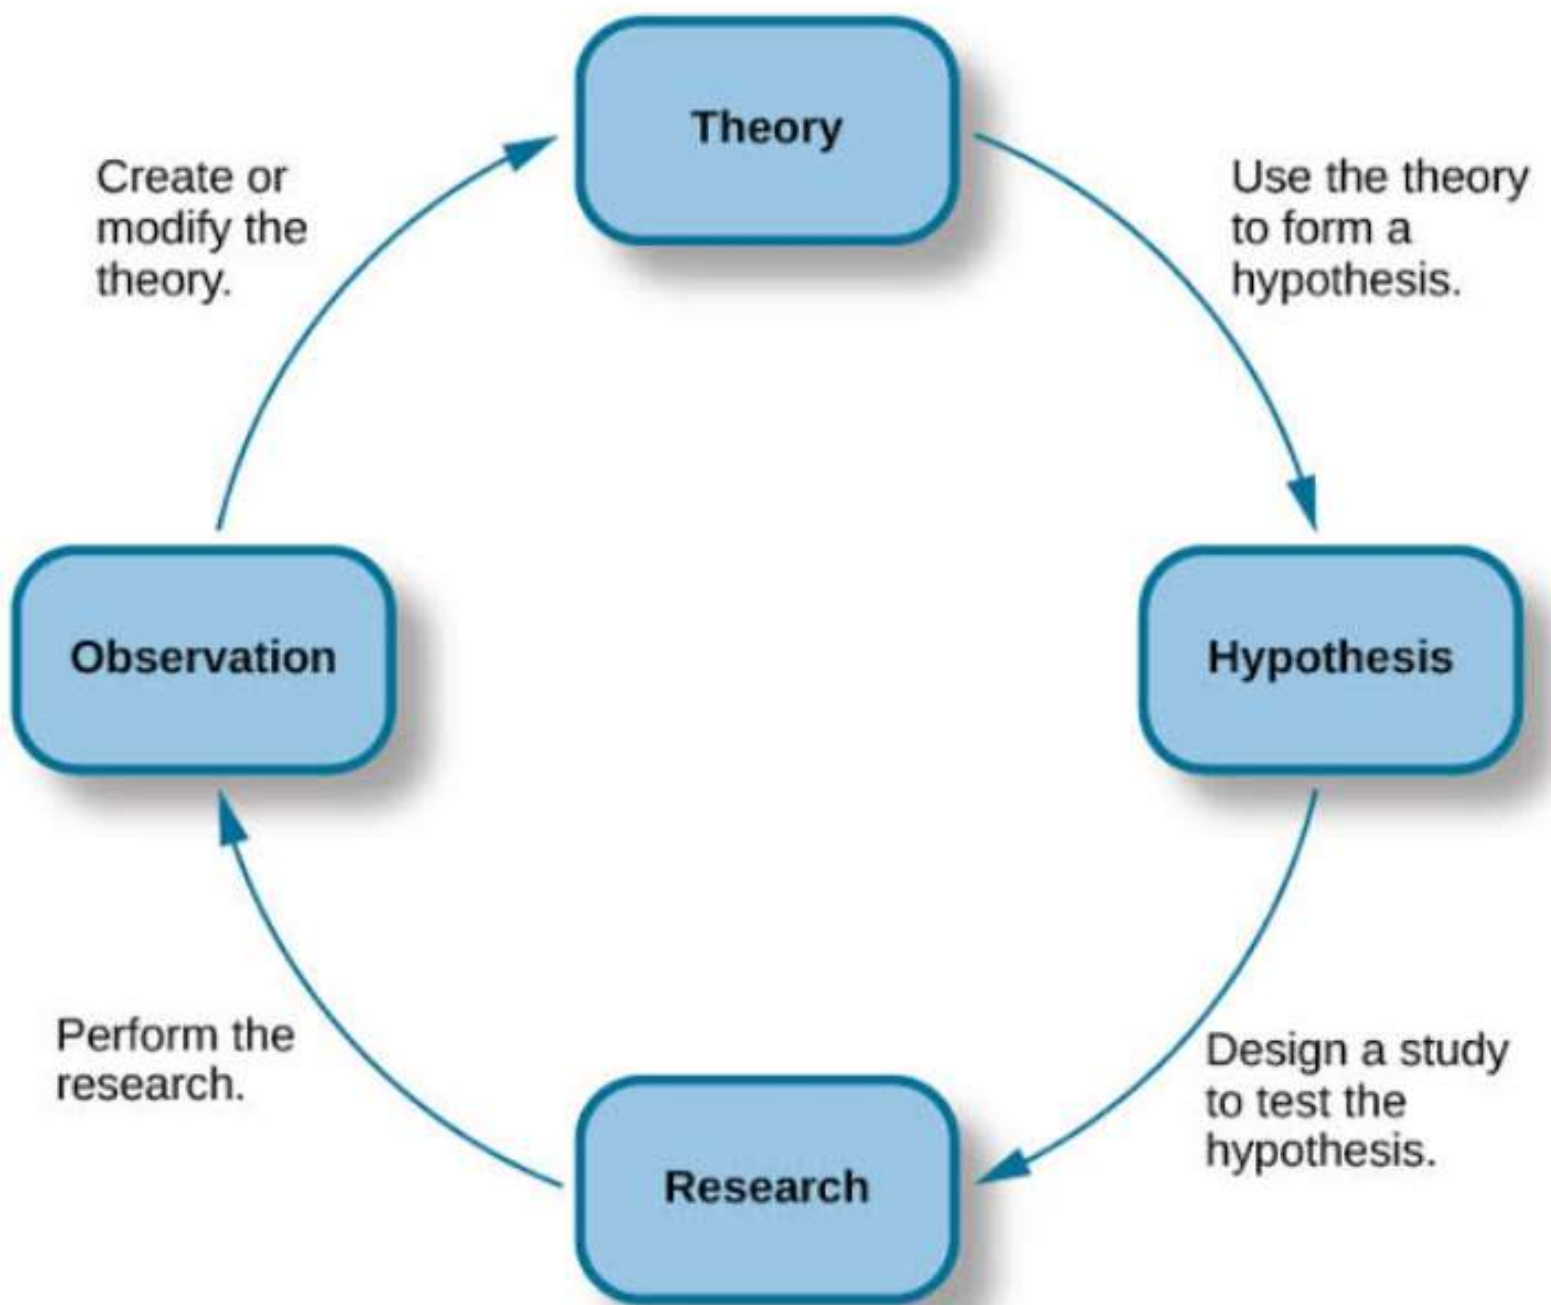 Theory
Use the theory
to form a
hypothesis.
Hypothesis
Design a study
to test the
hypothesis.
Research
Perform the
research.
Observation
Create or
modify the
theory.